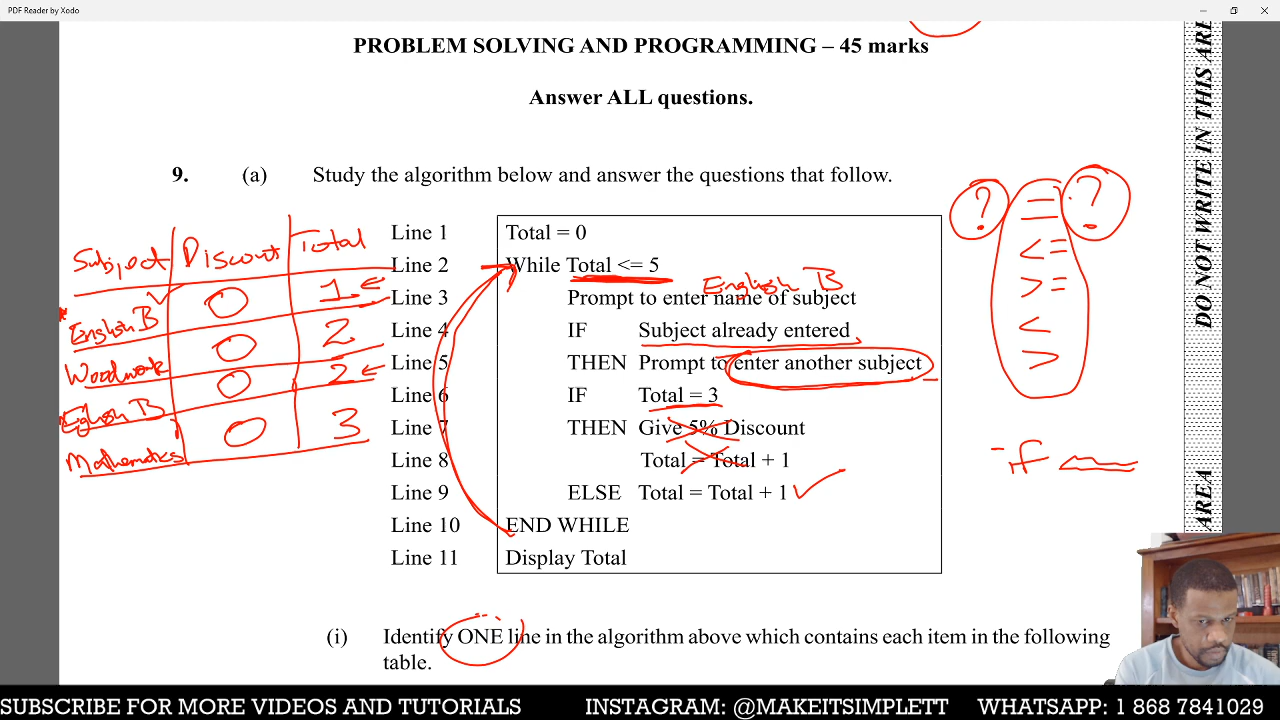 PDF Reader by Xodo
PROBLEM SOLVING AND PROGRAMMING – 45 marks
Answer ALL questions.
9. (a) Study the algorithm below and answer the questions that follow.
Line 1 Total = 0
Line 2 While Total <= 5
Line 3 Prompt to enter name of subject
Line 4 IF Subject already entered
Line 5 THEN Prompt to enter another subject
Line 6 IF Total = 3
Line 7 THEN Give 5% Discount
Line 8 Total = Total + 1
Line 9 ELSE Total = Total + 1
Line 10 END WHILE
Line 11 Display Total
English B
Subject Discount Total
English B 0 1
Woodwork 0 2
English B 0 2
Mathematics 0 3
? = ?
<=
>=
<
>
if
(i) Identify ONE line in the algorithm above which contains each item in the following
table.
DO NOT WRITE IN THIS ARE
AREA
SUBSCRIBE FOR MORE VIDEOS AND TUTORIALS INSTAGRAM: @MAKEITSIMPLETT WHATSAPP: 1 868 7841029